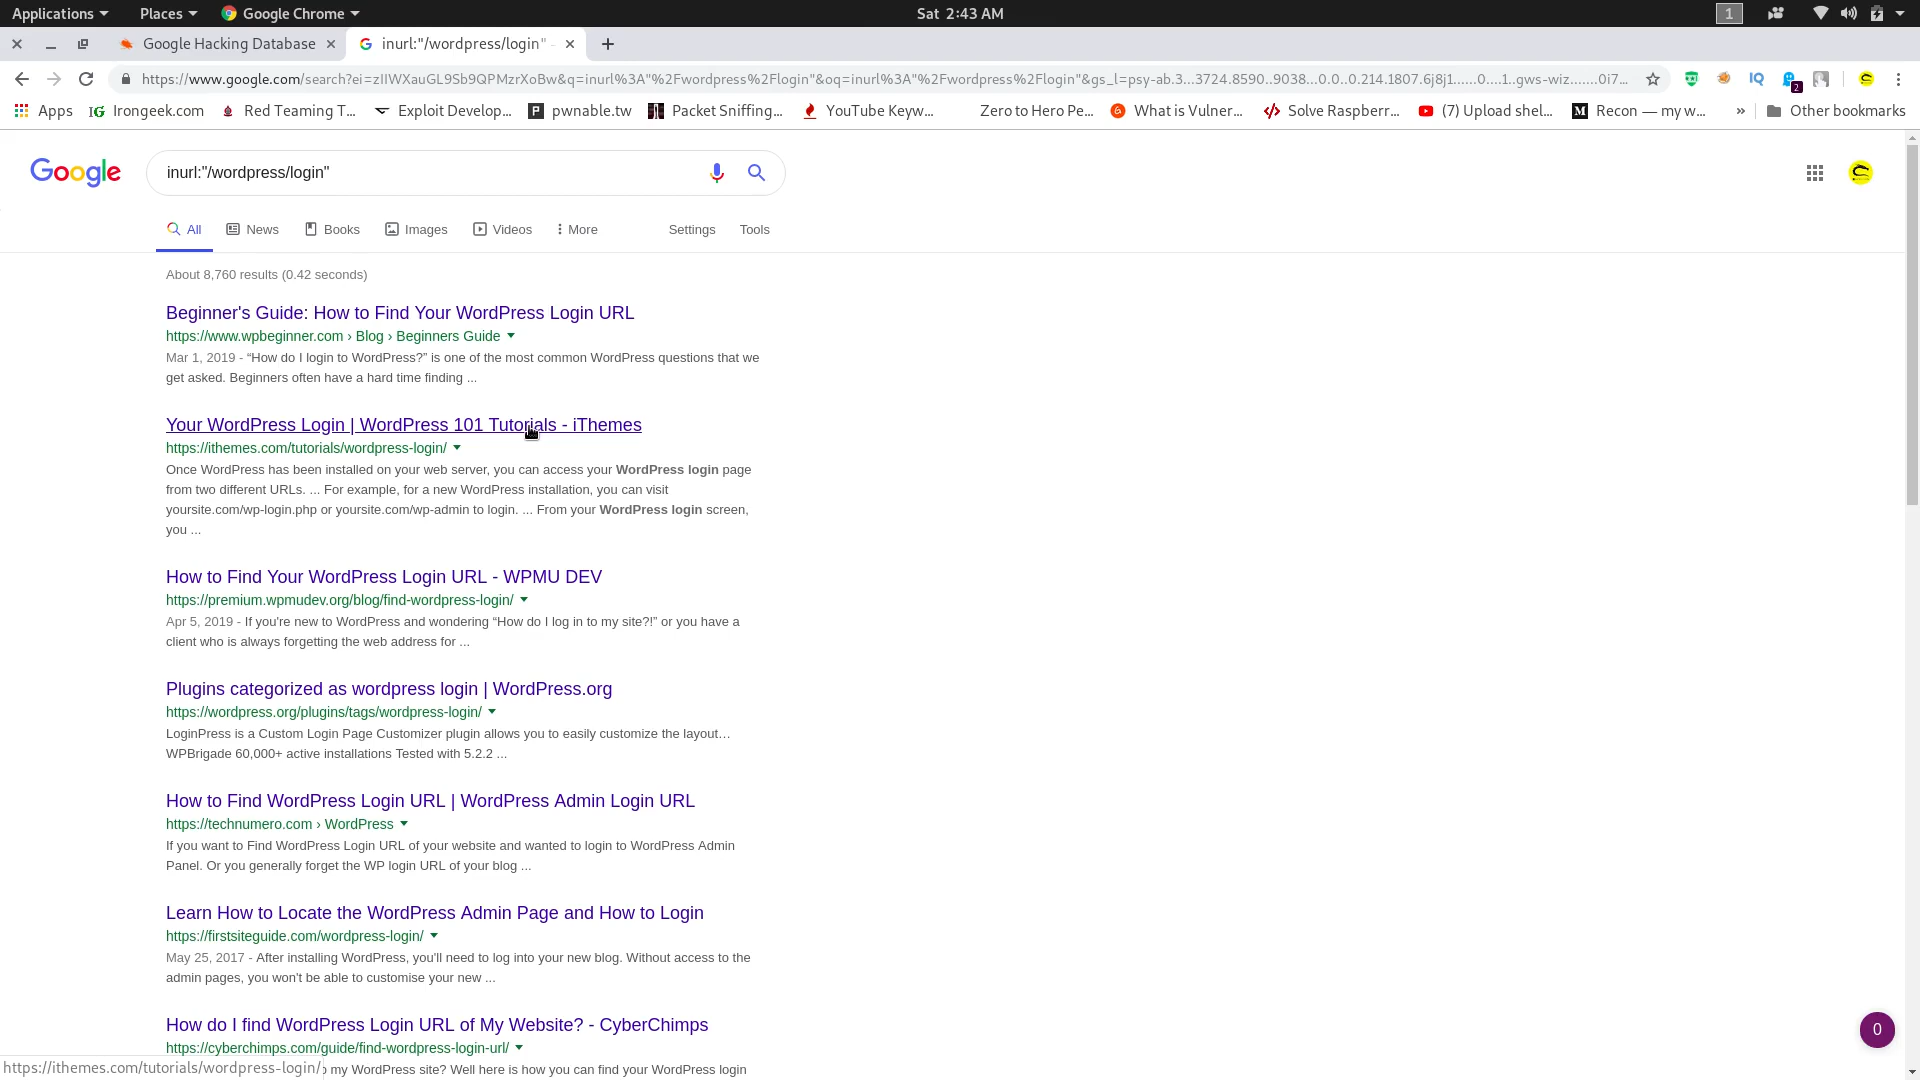 Applications Places Google Chrome Sat 2:43 AM 1
Google Hacking Database inurl:"/wordpress/login" -
https://www.google.com/search?ei=zIIWXauGL9Sb9QPMzrXoBw&q=inurl%3A"%2Fwordpress%2Flogin"&oq=inurl%3A"%2Fwordpress%2Flogin"&gs_l=psy-ab.3...3724.8590..9038...0.0..0.214.1807.6j8j1......0....1..gws-wiz.......0i7... IQ 2
Apps IG Irongeek.com Red Teaming T... Exploit Develop... P pwnable.tw Packet Sniffing... YouTube Keyw... Zero to Hero Pe... What is Vulner... Solve Raspberr... (7) Upload shel... M Recon — my w... » Other bookmarks
Google inurl:"/wordpress/login"
All News Books Images Videos More Settings Tools
About 8,760 results (0.42 seconds)
Beginner's Guide: How to Find Your WordPress Login URL
https://www.wpbeginner.com › Blog › Beginners Guide
Mar 1, 2019 - “How do I login to WordPress?” is one of the most common WordPress questions that we
get asked. Beginners often have a hard time finding ...
Your WordPress Login | WordPress 101 Tutorials - iThemes
https://ithemes.com/tutorials/wordpress-login/
Once WordPress has been installed on your web server, you can access your WordPress login page
from two different URLs. ... For example, for a new WordPress installation, you can visit
yoursite.com/wp-login.php or yoursite.com/wp-admin to login. ... From your WordPress login screen,
you ...
How to Find Your WordPress Login URL - WPMU DEV
https://premium.wpmudev.org/blog/find-wordpress-login/
Apr 5, 2019 - If you're new to WordPress and wondering “How do I log in to my site?!” or you have a
client who is always forgetting the web address for ...
Plugins categorized as wordpress login | WordPress.org
https://wordpress.org/plugins/tags/wordpress-login/
LoginPress is a Custom Login Page Customizer plugin allows you to easily customize the layout…
WPBrigade 60,000+ active installations Tested with 5.2.2 ...
How to Find WordPress Login URL | WordPress Admin Login URL
https://technumero.com › WordPress
If you want to Find WordPress Login URL of your website and wanted to login to WordPress Admin
Panel. Or you generally forget the WP login URL of your blog ...
Learn How to Locate the WordPress Admin Page and How to Login
https://firstsiteguide.com/wordpress-login/
May 25, 2017 - After installing WordPress, you'll need to log into your new blog. Without access to the
admin pages, you won't be able to customise your new ...
How do I find WordPress Login URL of My Website? - CyberChimps
0
https://cyberchimps.com/guide/find-wordpress-login-url/
https://ithemes.com/tutorials/wordpress-login/ my WordPress site? Well here is how you can find your WordPress login